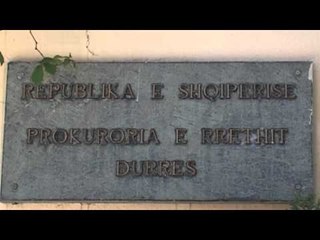 REPUBLIKA E SHQIPERISE
PROKURORIA E RRETHIT
DURRES